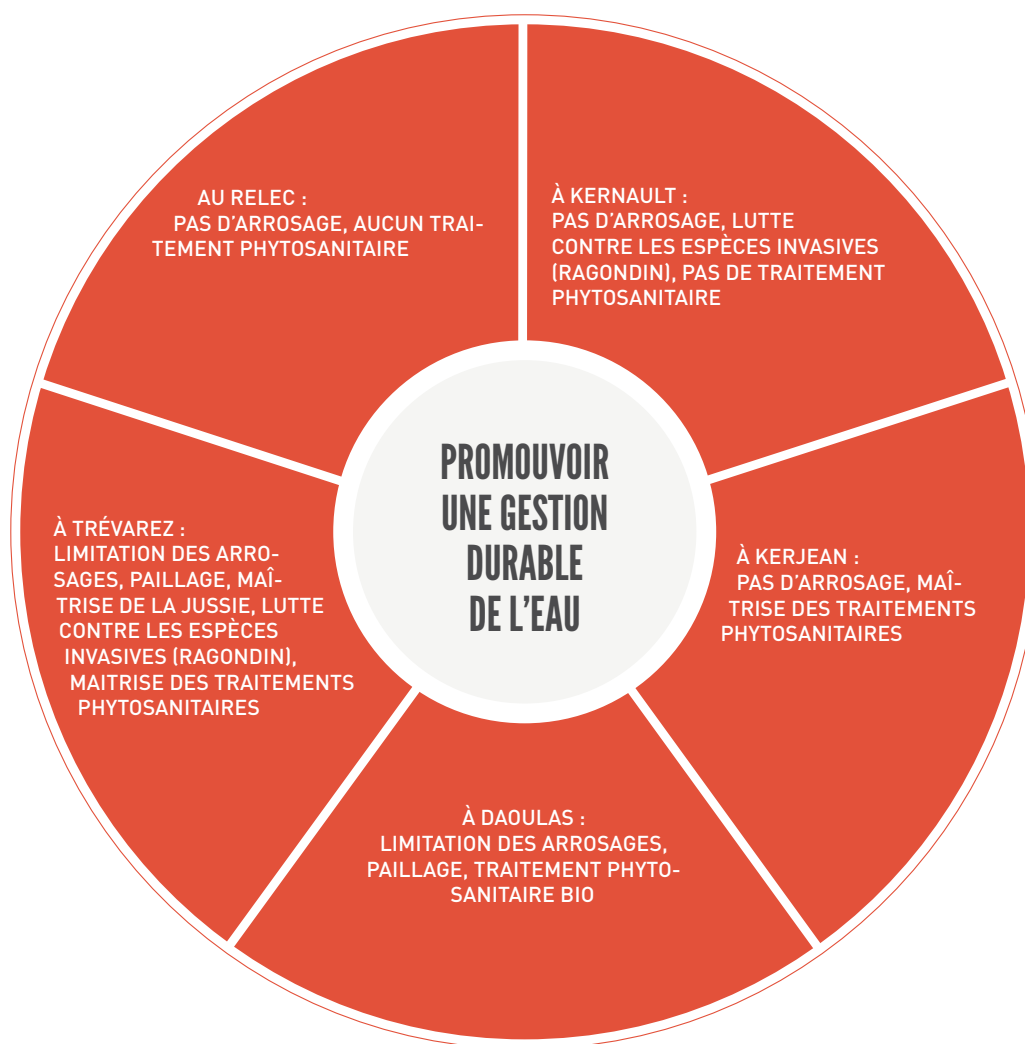 AU RELEC :
PAS D'ARROSAGE, AUCUN TRAI-
TEMENT PHYTOSANITAIRE
À KERNAULT :
PAS D'ARROSAGE, LUTTE
CONTRE LES ESPÈCES INVASIVES
(RAGONDIN), PAS DE TRAITEMENT
PHYTOSANITAIRE
PROMOUVOIR
UNE GESTION
DURABLE
DE L'EAU
À TRÉVAREZ :
LIMITATION DES ARRO-
SAGES, PAILLAGE, MAÎ-
TRISE DE LA JUSSIE, LUTTE
CONTRE LES ESPÈCES
INVASIVES (RAGONDIN),
MAITRISE DES TRAITEMENTS
PHYTOSANITAIRES
À KERJEAN :
PAS D'ARROSAGE, MAÎ-
TRISE DES TRAITEMENTS
PHYTOSANITAIRES
À DAOULAS :
LIMITATION DES ARROSAGES,
PAILLAGE, TRAITEMENT PHYTO-
SANITAIRE BIO